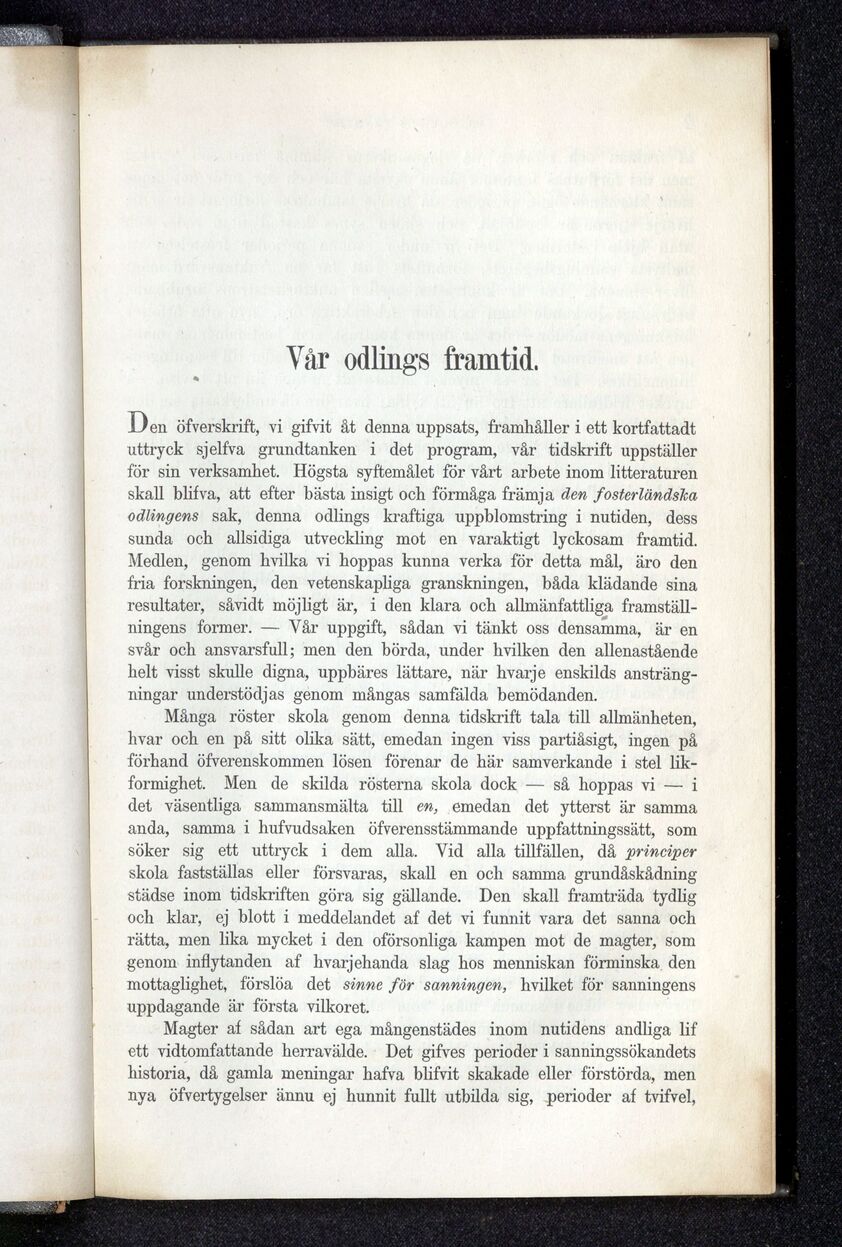 Vår odlings framtid.
Den öfverskrift, vi gifvit åt denna uppsats, framhåller i ett kortfattadt
uttryck sjelfva grundtanken i det program, vår tidskrift uppställer
för sin verksamhet. Högsta syftemålet för vårt arbete inom litteraturen
skall blifva, att efter bästa insigt och förmåga främja den fosterländska
odlingens sak, denna odlings kraftiga uppblomstring i nutiden, dess
sunda och allsidiga utveckling mot en varaktigt lyckosam framtid.
Medlen, genom hvilka vi hoppas kunna verka för detta mål, äro den
fria forskningen, den vetenskapliga granskningen, båda klädande sina
resultater, såvidt möjligt är, i den klara och allmänfattliga framställ-
ningens former. — Vår uppgift, sådan vi tänkt oss densamma, är en
svår och ansvarsfull; men den börda, under hvilken den allenastående
helt visst skulle digna, uppbäres lättare, när hvarje enskilds ansträng-
ningar understödjas genom mångas samfälda bemödanden.
Många röster skola genom denna tidskrift tala till allmänheten,
hvar och en på sitt olika sätt, emedan ingen viss partiåsigt, ingen på
förhand öfverenskommen lösen förenar de här samverkande i stel lik-
formighet. Men de skilda rösterna skola dock — så hoppas vi — i
det väsentliga sammansmälta till en, emedan det ytterst är samma
anda, samma i hufvudsaken öfverensstämmande uppfattningssätt, som
söker sig ett uttryck i dem alla. Vid alla tillfällen, då principer
skola fastställas eller försvaras, skall en och samma grundåskådning
städse inom tidskriften göra sig gällande. Den skall framträda tydlig
och klar, ej blott i meddelandet af det vi funnit vara det sanna och
rätta, men lika mycket i den oförsonliga kampen mot de magter, som
genom inflytanden af hvarjehanda slag hos menniskan förminska den
mottaglighet, förslöa det sinne för sanningen, hvilket för sanningens
uppdagande är första vilkoret.
Magter af sådan art ega mångenstädes inom nutidens andliga lif
ett vidtomfattande herravälde. Det gifves perioder i sanningssökandets
historia, då gamla meningar hafva blifvit skakade eller förstörda, men
nya öfvertygelser ännu ej hunnit fullt utbilda sig, perioder af tvifvel,